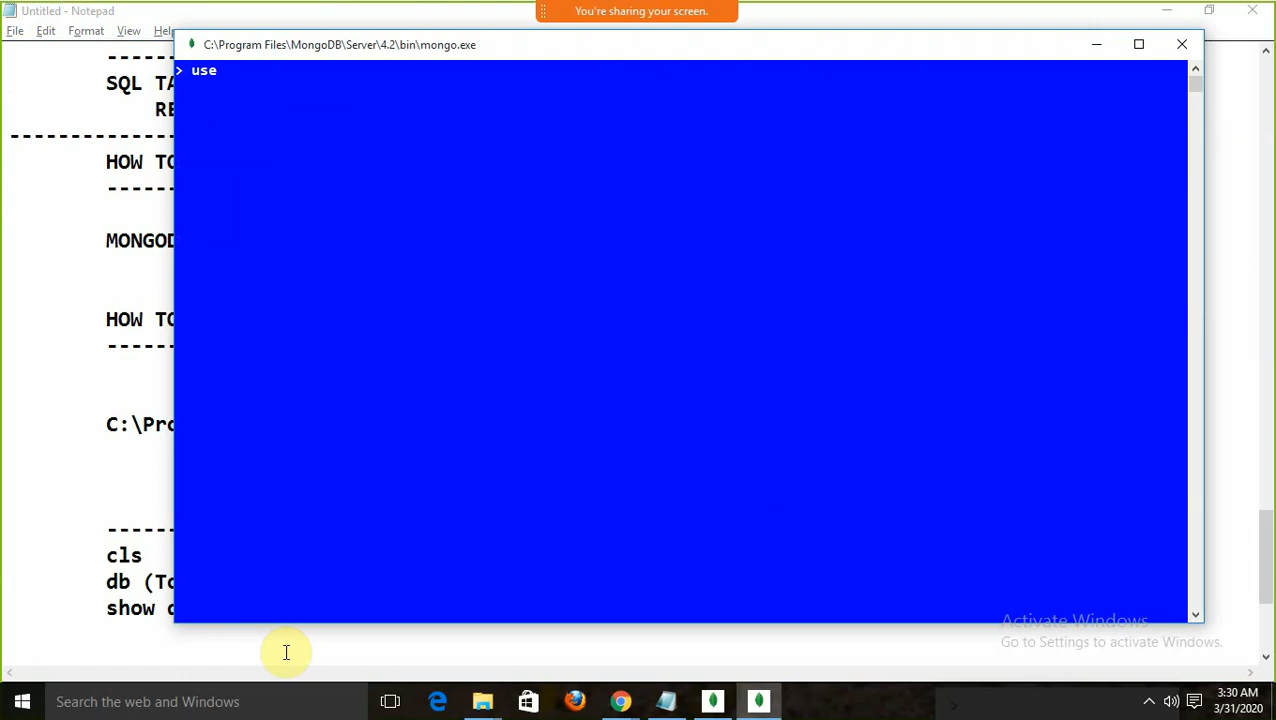 Untitled - Notepad
You're sharing your screen.
File Edit Format View Help
C:\Program Files\MongoDB\Server\4.2\bin\mongo.exe
> use
-----
SQL TA
RE
--------------
HOW TO
-----
MONGOD
HOW TO
-----
C:\Pro
-----
cls
db (To
show d
Activate Windows
Go to Settings to activate Windows.
Search the web and Windows
3:30 AM
3/31/2020